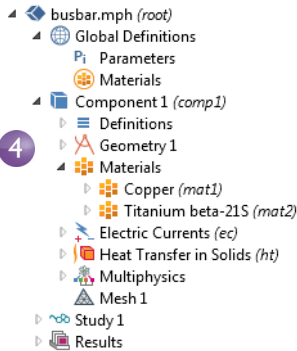 busbar.mph (root)
Global Definitions
Pi Parameters
Materials
Component 1 (comp1)
Definitions
4
Geometry 1
Materials
Copper (mat1)
Titanium beta-21S (mat2)
Electric Currents (ec)
Heat Transfer in Solids (ht)
Multiphysics
Mesh 1
Study 1
Results